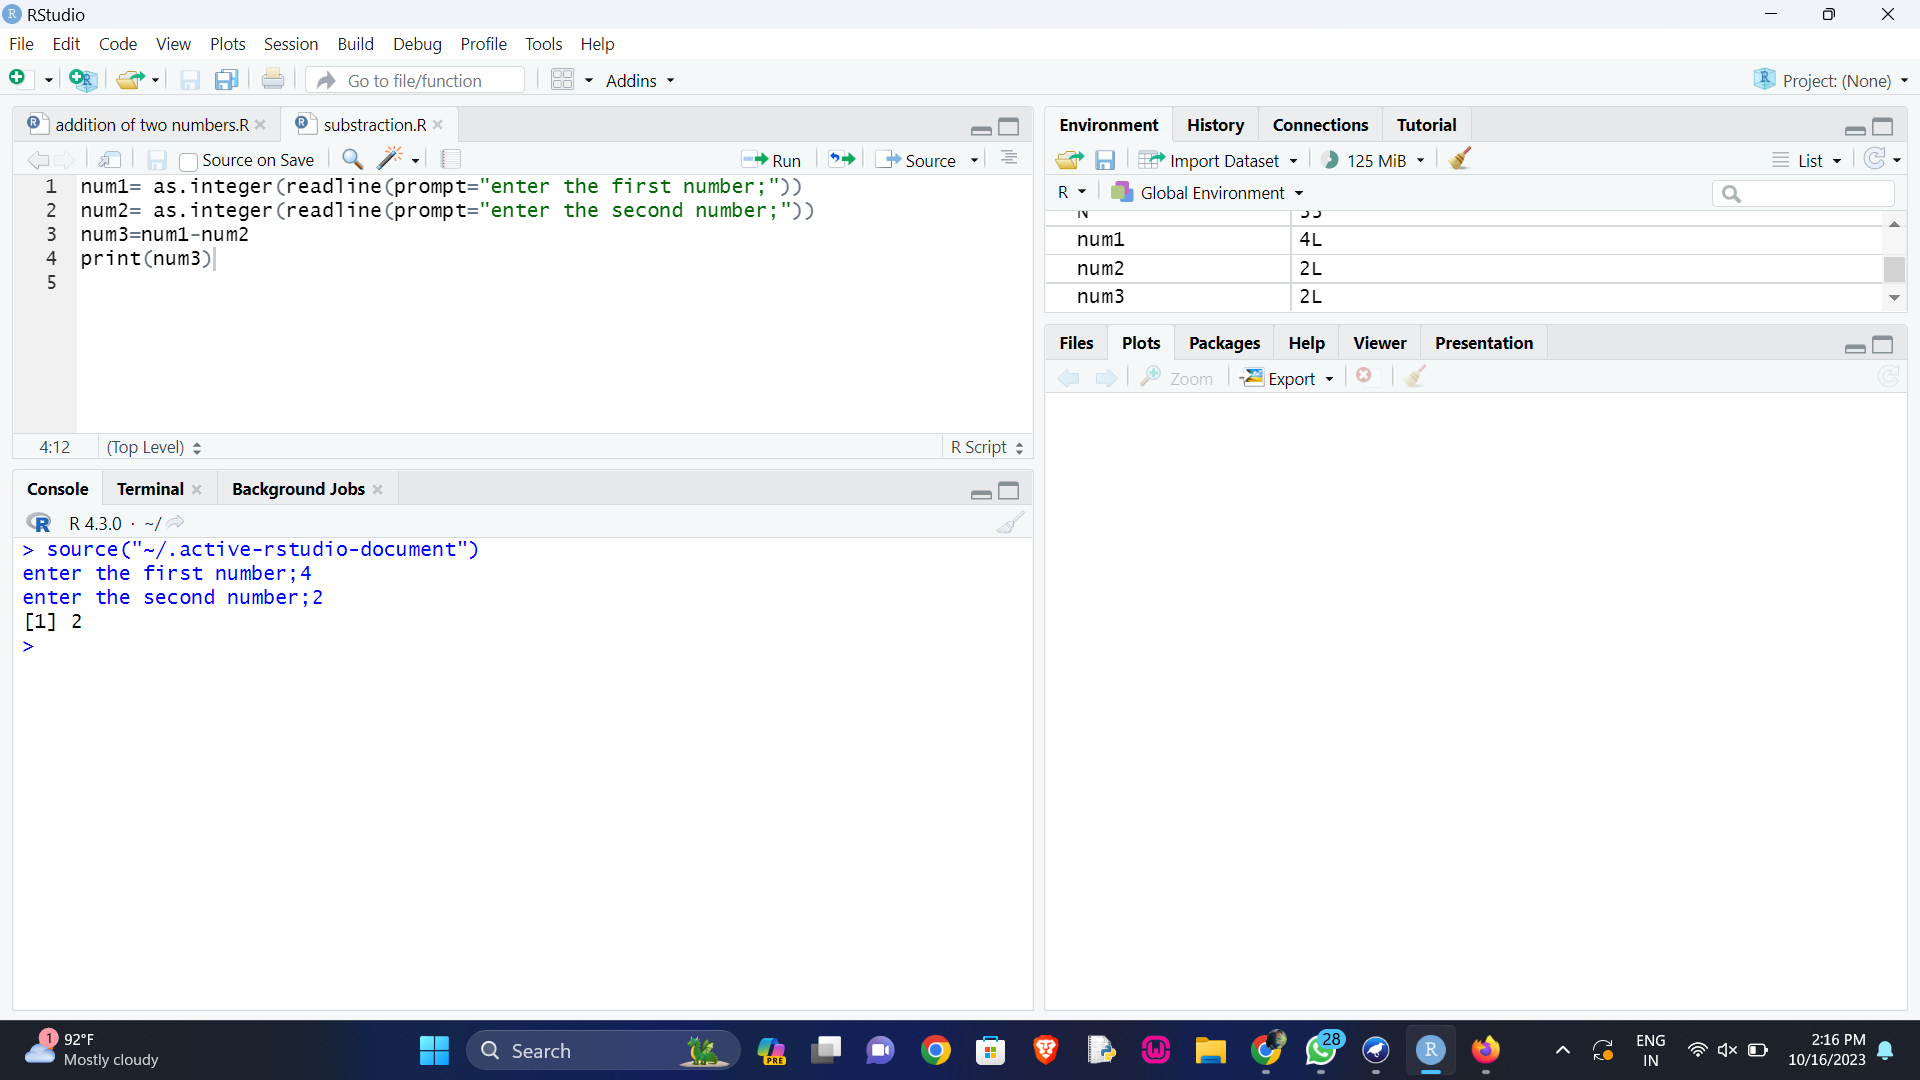 RStudio
File Edit Code View Plots Session Build Debug Profile Tools Help
Go to file/function Addins Project: (None)
addition of two numbers.R substraction.R
Source on Save Run Source
1 num1= as.integer(readline(prompt="enter the first number;"))
2 num2= as.integer(readline(prompt="enter the second number;"))
3 num3=num1-num2
4 print(num3)
5
4:12 (Top Level) R Script
Console Terminal Background Jobs
R 4.3.0 · ~/
> source("~/.active-rstudio-document")
enter the first number;4
enter the second number;2
[1] 2
>
Environment History Connections Tutorial
Import Dataset 125 MiB List
R Global Environment
num1 4L
num2 2L
num3 2L
Files Plots Packages Help Viewer Presentation
Zoom Export
1 92°F
Mostly cloudy
Search
PRE
28
ENG
IN
2:16 PM
10/16/2023